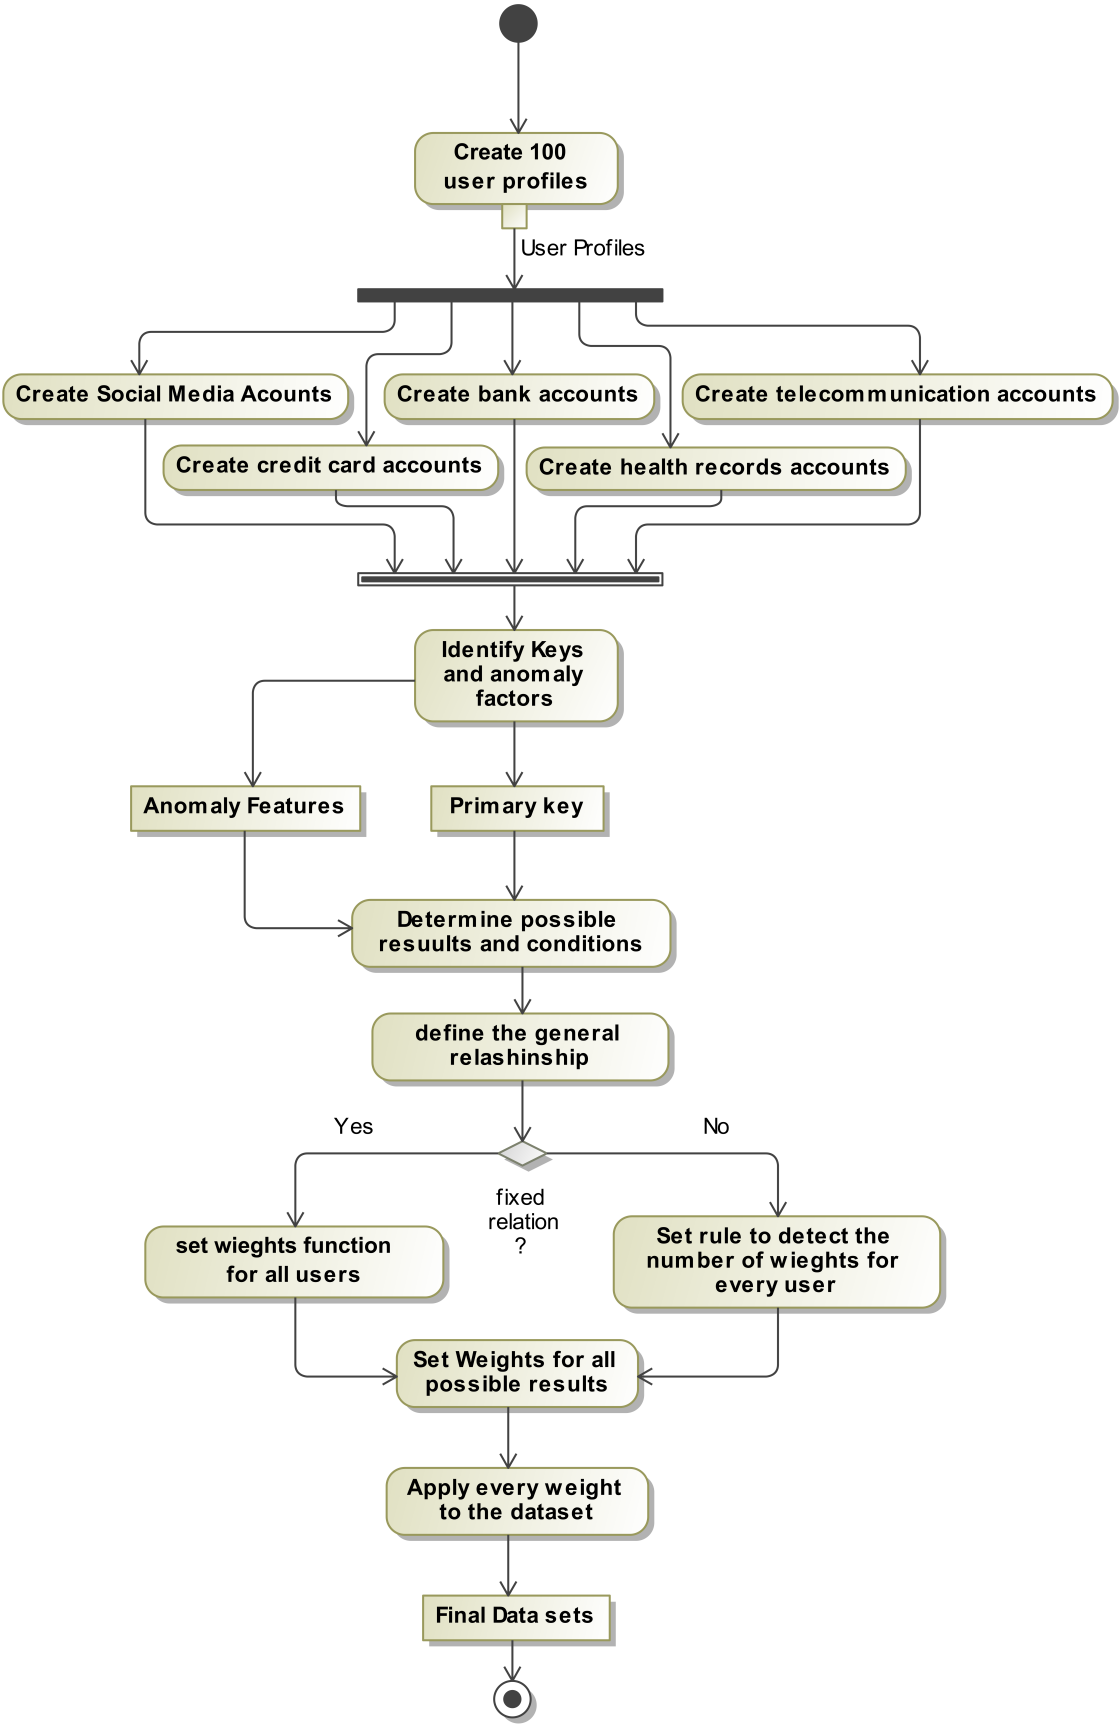 Create 100
user profiles
User Profiles
Create Social Media Acounts
Create bank accounts
Create telecommunication accounts
Create credit card accounts
Create health records accounts
Identify Keys
and anomaly
factors
Anomaly Features
Primary key
Determine possible
resuults and conditions
define the general
relashinship
Yes
No
fixed
relation
?
set wieghts function
for all users
Set rule to detect the
number of wieghts for
every user
Set Weights for all
possible results
Apply every weight
to the dataset
Final Data sets